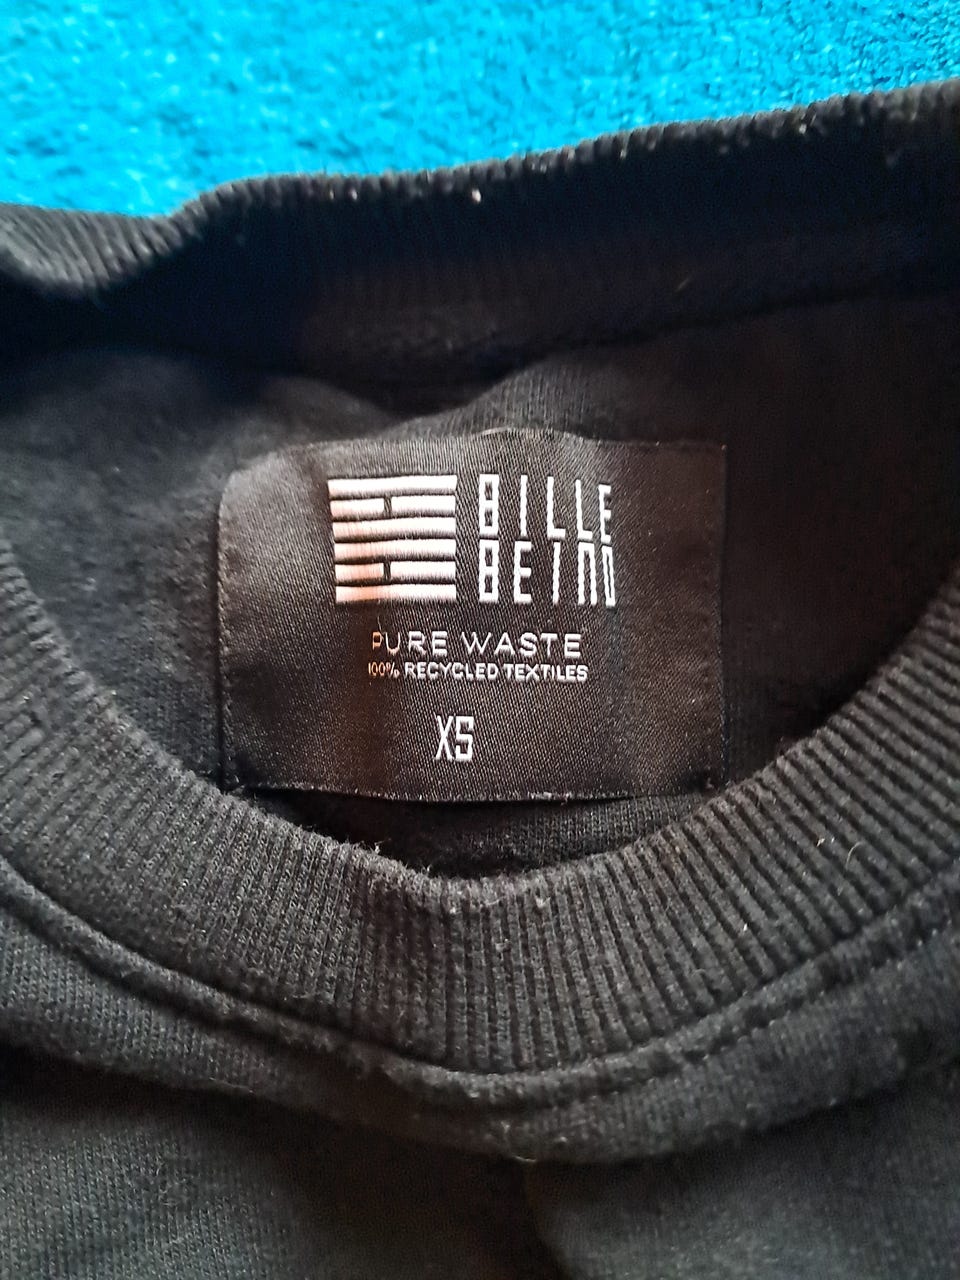 BILLE
BEINO
PURE WASTE
100% RECYCLED TEXTILES
XS